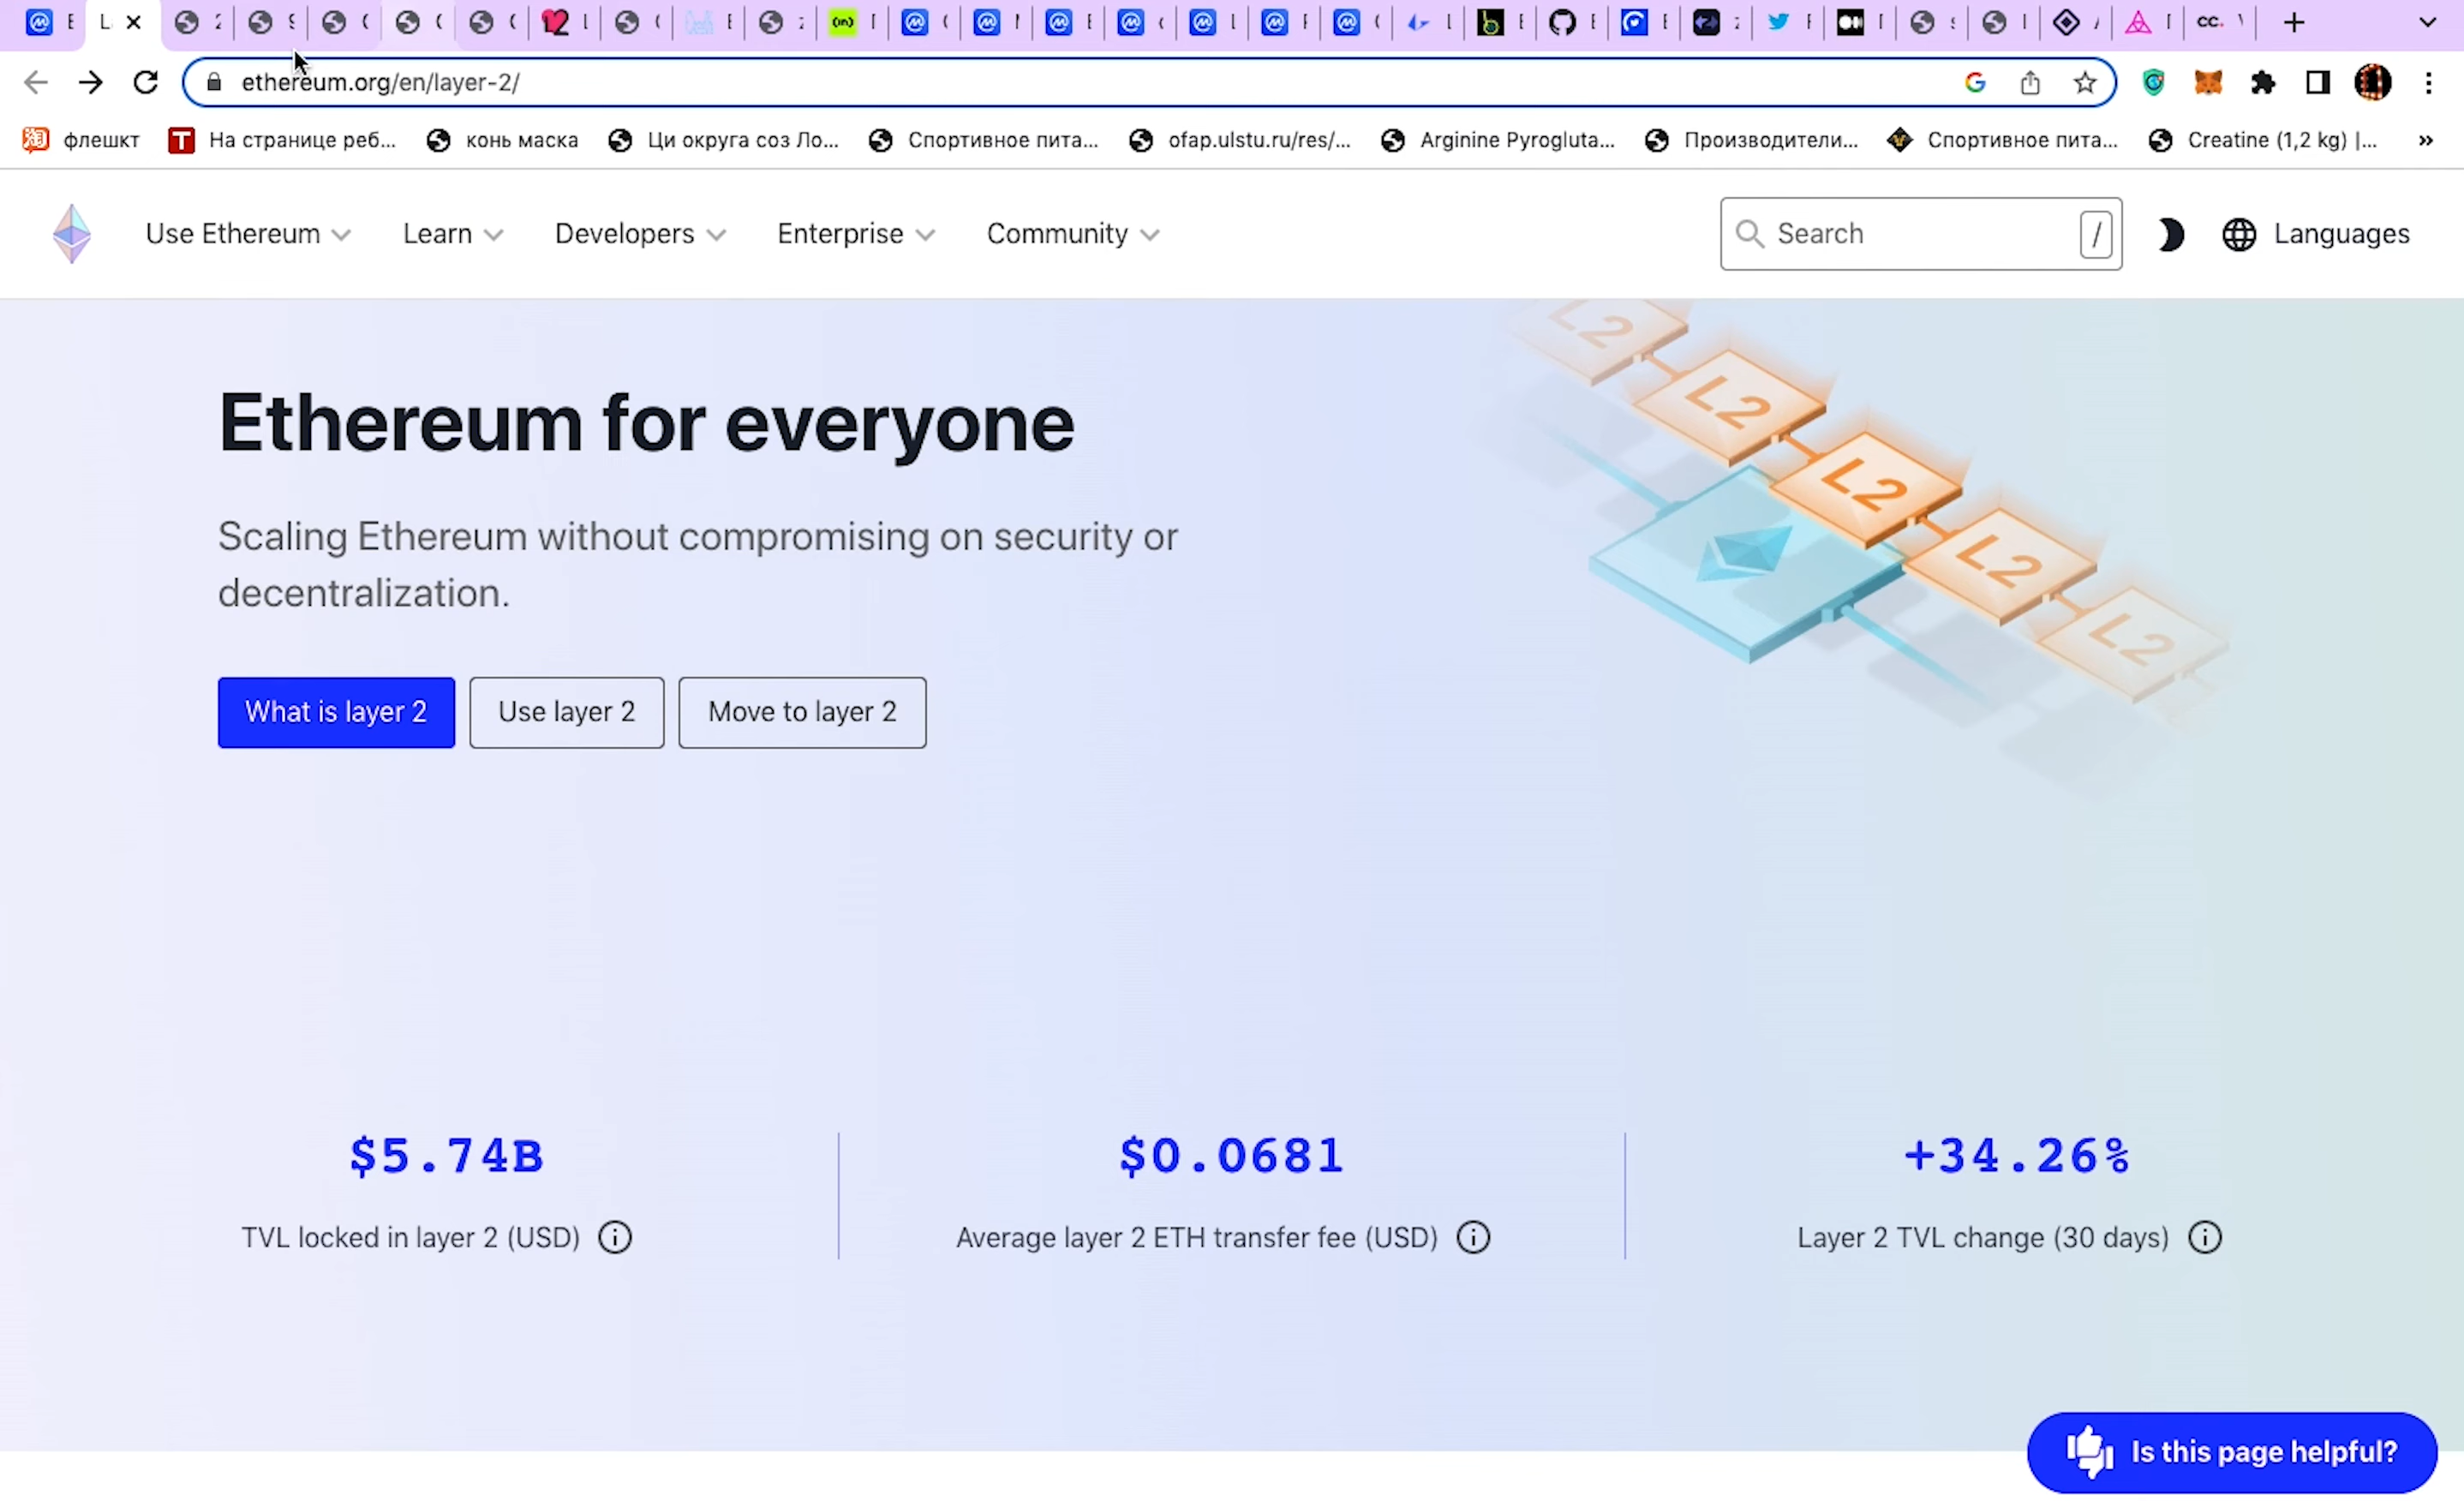 ethereum.org/en/layer-2/
флешкт
На странице реб...
конь маска
Ци округа соз Ло...
Спортивное пита...
ofap.ulstu.ru/res/...
Arginine Pyrogluta...
Производители...
Спортивное пита...
Creatine (1,2 kg) |...
Use Ethereum
Learn
Developers
Enterprise
Community
Search
/
Languages
L2
L2
L2
L2
L2
Ethereum for everyone
Scaling Ethereum without compromising on security or
decentralization.
What is layer 2
Use layer 2
Move to layer 2
$5.74B
TVL locked in layer 2 (USD)
$0.0681
Average layer 2 ETH transfer fee (USD)
+34.26%
Layer 2 TVL change (30 days)
Is this page helpful?